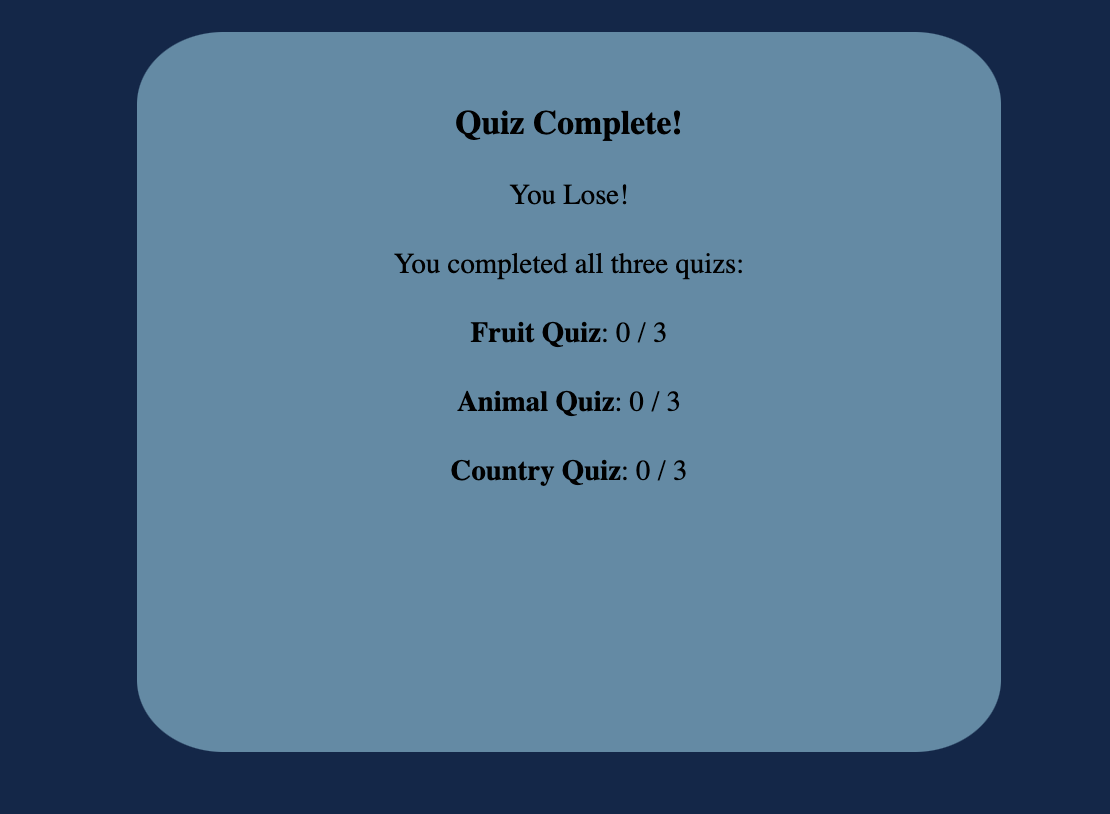 Quiz Complete!
You Lose!
You completed all three quizs:
Fruit Quiz: 0 / 3
Animal Quiz: 0 / 3
Country Quiz: 0 / 3